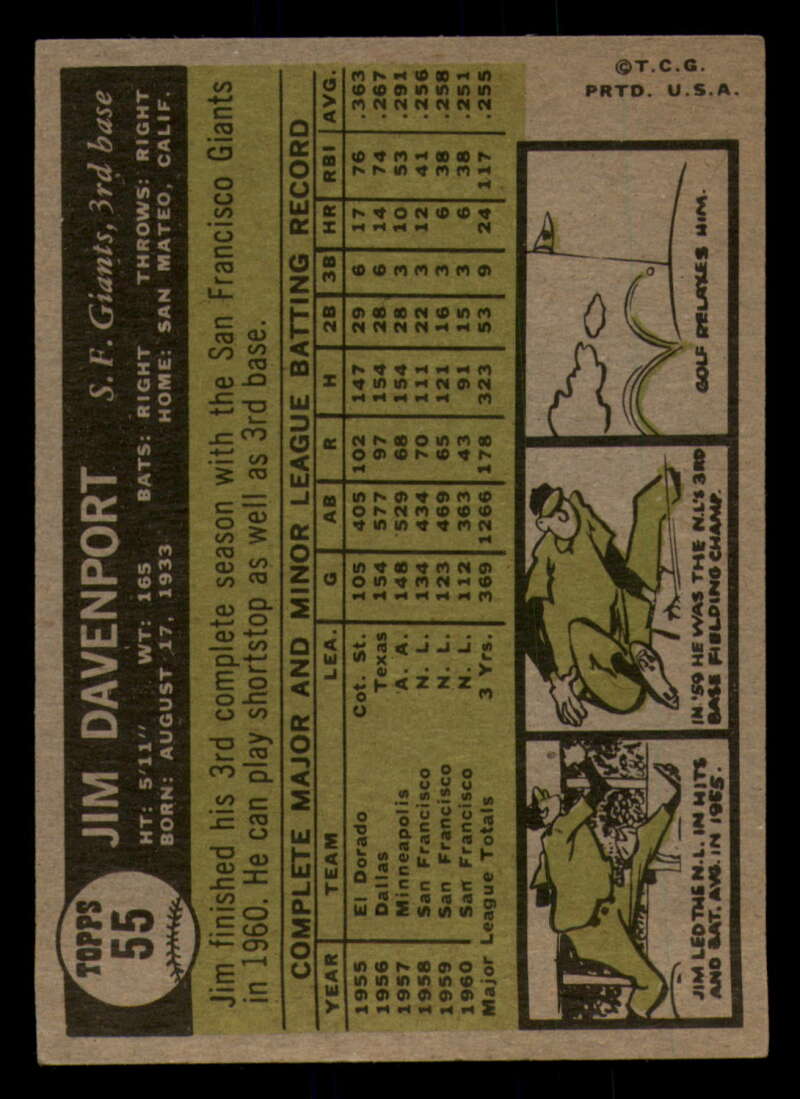 TOPPS
55
JIM DAVENPORT S. F. Giants, 3rd base
HT: 5'11" WT: 165 BATS: RIGHT THROWS: RIGHT
BORN: AUGUST 17, 1933 HOME: SAN MATEO, CALIF.
Jim finished his 3rd complete season with the San Francisco Giants
in 1960. He can play shortstop as well as 3rd base.
COMPLETE MAJOR AND MINOR LEAGUE BATTING RECORD
YEAR TEAM LEA. G AB R H 2B 3B HR RBI AVG.
1955 El Dorado Cot. St. 105 405 102 147 29 6 17 76 .363
1956 Dallas Texas 154 577 97 154 28 6 14 74 .267
1957 Minneapolis A. A. 148 529 68 154 28 3 10 53 .291
1958 San Francisco N. L. 134 434 70 111 22 3 12 41 .256
1959 San Francisco N. L. 123 469 65 121 16 3 6 38 .258
1960 San Francisco N. L. 112 363 43 91 15 3 6 38 .251
Major League Totals 3 Yrs. 369 1266 178 323 53 9 24 117 .255
JIM LED THE N.L. IN HITS
AND BAT. AVG. IN 1955.
IN '59 HE WAS THE N.L'S 3RD
BASE FIELDING CHAMP.
GOLF RELAXES HIM.
©T.C.G.
PRTD. U.S.A.